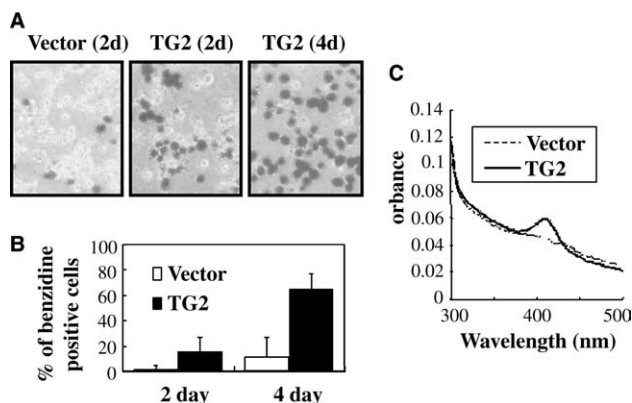 A
Vector (2d) TG2 (2d) TG2 (4d)
B
% of benzidine
positive cells
100
80
60
40
20
0
Vector
TG2
2 day 4 day
C
orbance
0.14
0.12
0.1
0.08
0.06
0.04
0.02
0
Vector
TG2
300 400 500
Wavelength (nm)